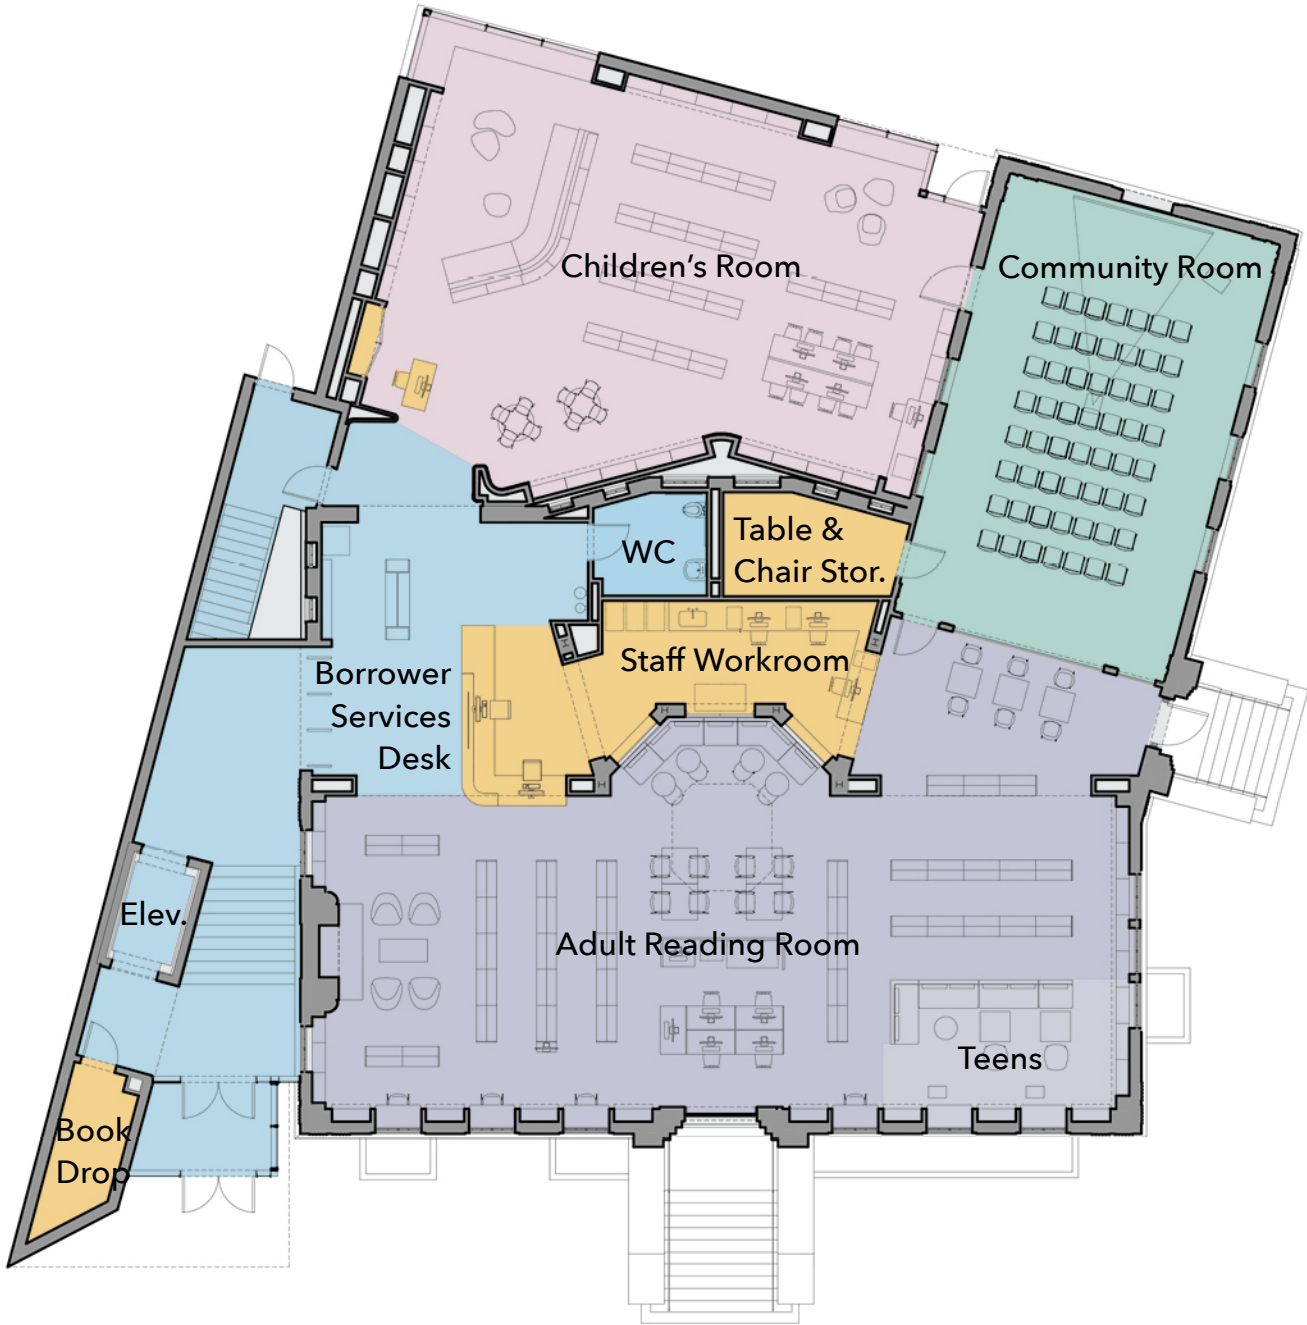 Children's Room
Community Room
Table &
Chair Stor.
WC
Staff Workroom
Borrower
Services
Desk
Elev.
Adult Reading Room
Teens
Book
Drop